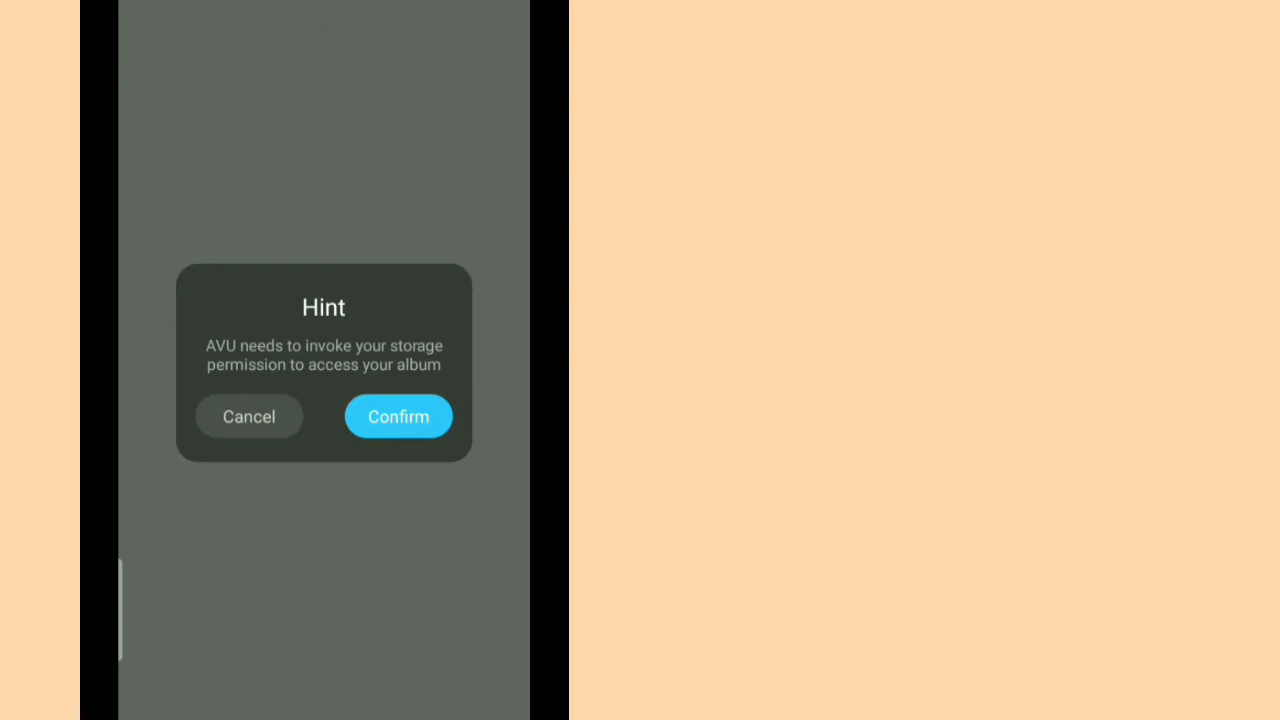 Hint
AVU needs to invoke your storage
permission to access your album
Cancel
Confirm